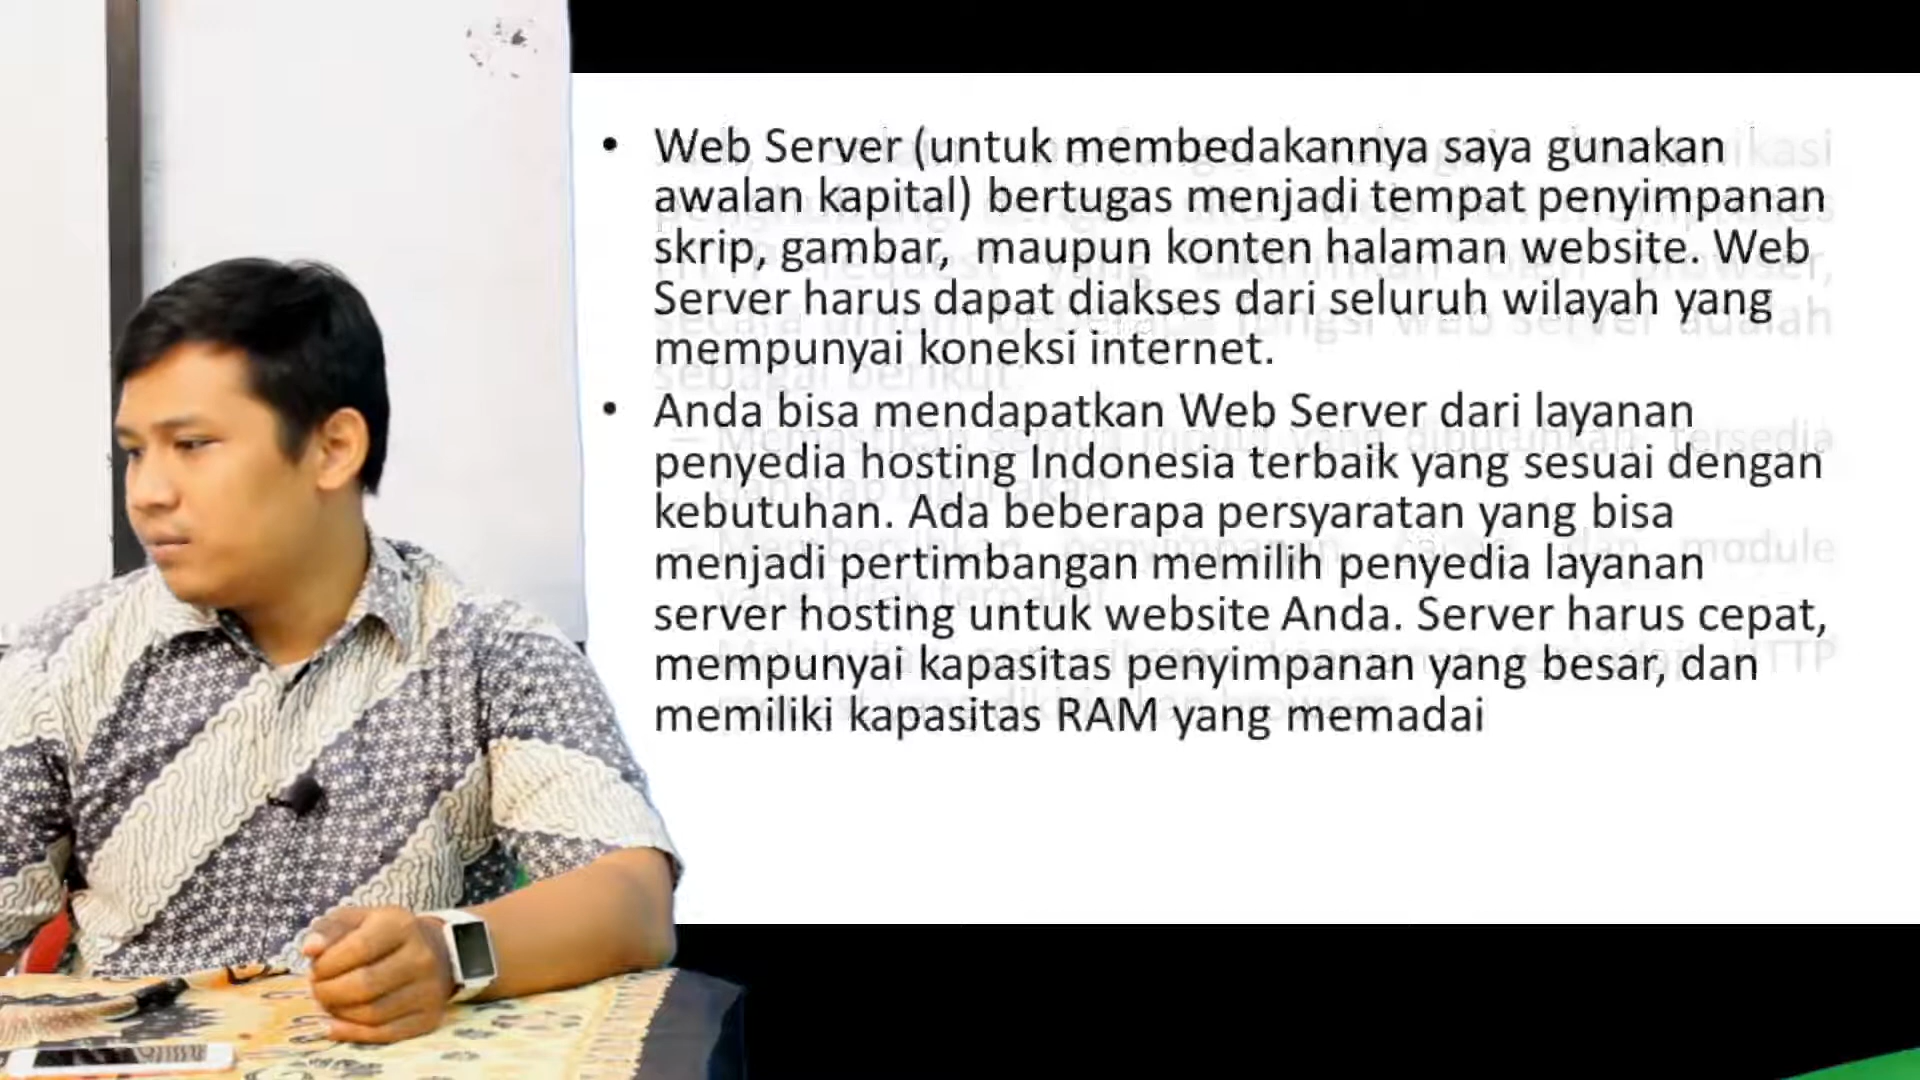 • Web Server (untuk membedakannya saya gunakan
awalan kapital) bertugas menjadi tempat penyimpanan
skrip, gambar,  maupun konten halaman website. Web
Server harus dapat diakses dari seluruh wilayah yang
mempunyai koneksi internet.
• Anda bisa mendapatkan Web Server dari layanan
penyedia hosting Indonesia terbaik yang sesuai dengan
kebutuhan. Ada beberapa persyaratan yang bisa
menjadi pertimbangan memilih penyedia layanan
server hosting untuk website Anda. Server harus cepat,
mempunyai kapasitas penyimpanan yang besar, dan
memiliki kapasitas RAM yang memadai